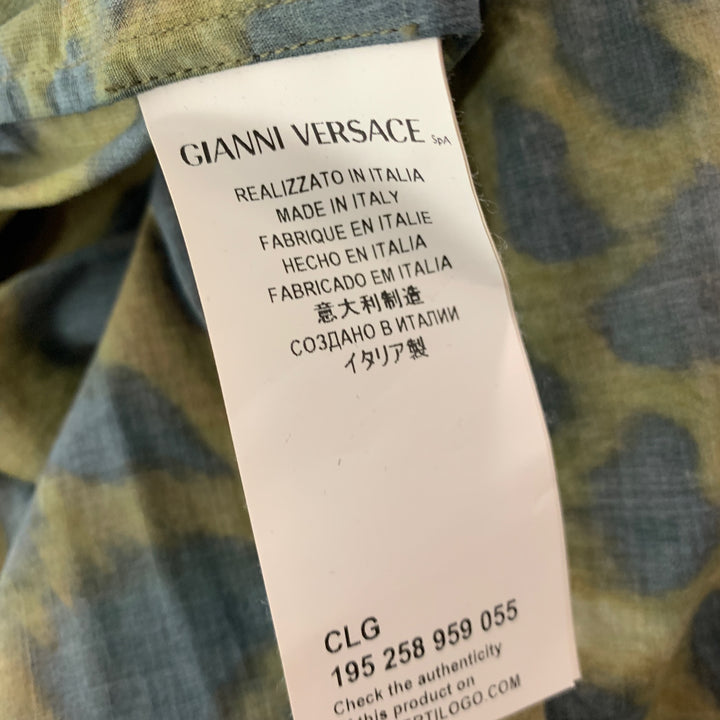 GIANNI VERSACE SpA
REALIZZATO IN ITALIA
MADE IN ITALY
FABRIQUE EN ITALIE
HECHO EN ITALIA
FABRICADO EM ITALIA
意大利制造
СОЗДАНО В ИТАЛИИ
イタリア製
CLG
195 258 959 055
Check the authenticity
this product on
RTILOGO.COM